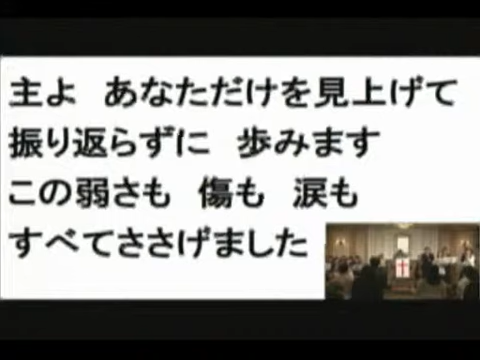 主よ あなただけを見上げて
振り返らずに 歩みます
この弱さも 傷も 涙も
すべてささげました